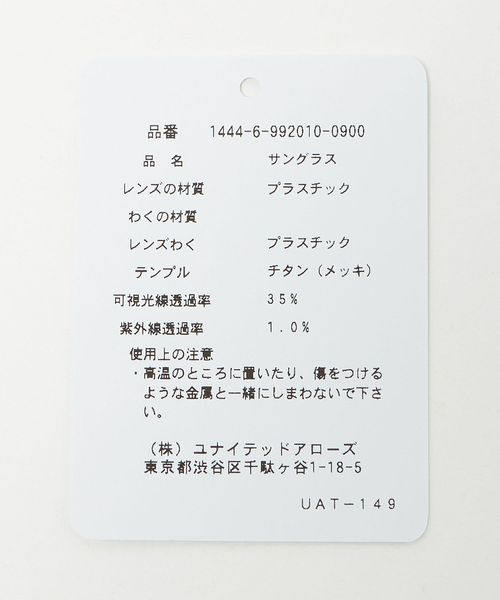 品番 1444-6-992010-0900
品 名 サングラス
レンズの材質 プラスチック
わくの材質
レンズわく プラスチック
テンプル チタン（メッキ）
可視光線透過率 35%
紫外線透過率 1.0%
使用上の注意
・高温のところに置いたり、傷をつける
ような金属と一緒にしまわないで下さ
い。
（株）ユナイテッドアローズ
東京都渋谷区千駄ヶ谷1-18-5
UAT-149